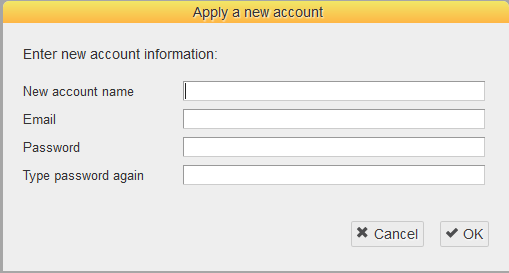 Apply a new account
Enter new account information:
New account name
Email
Password
Type password again
Cancel OK